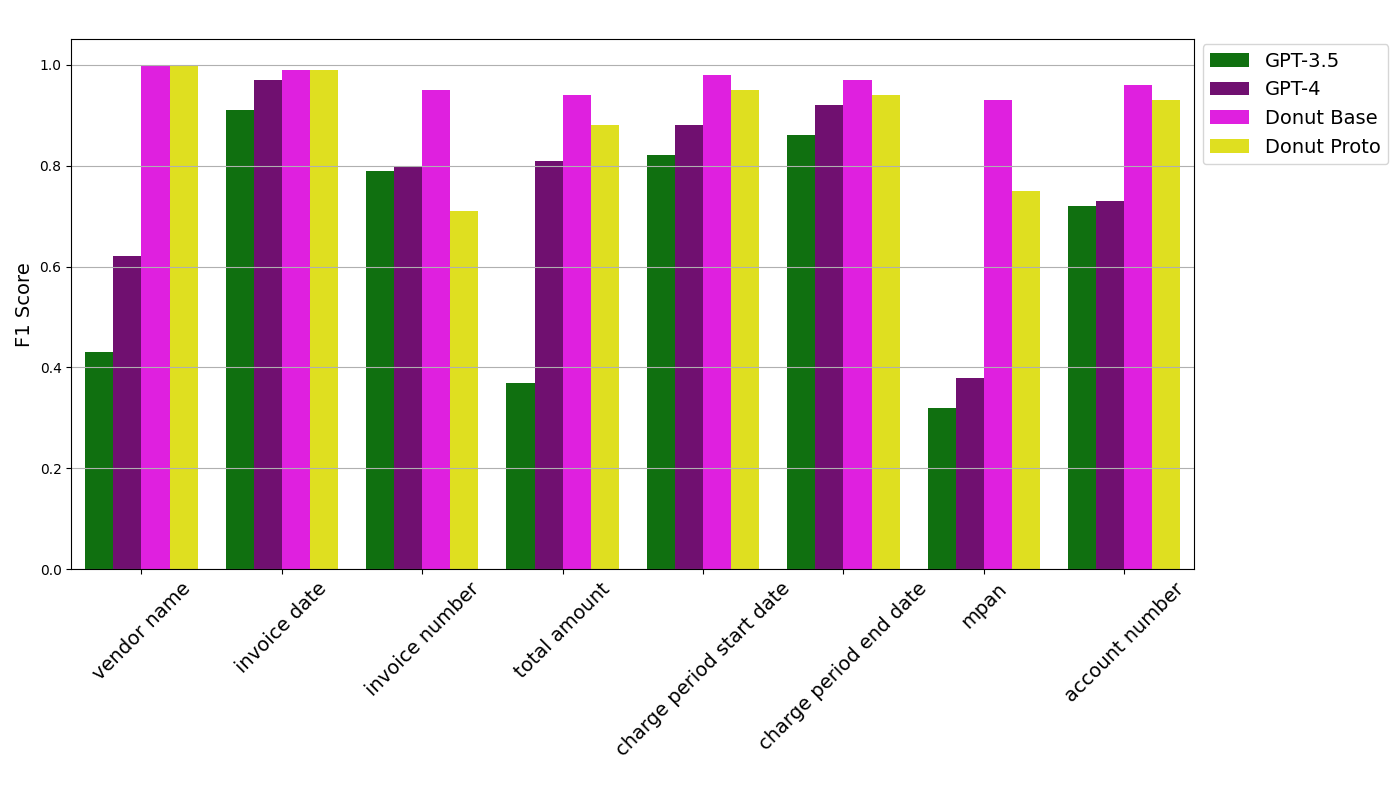 GPT-3.5
GPT-4
Donut Base
Donut Proto
F1 Score
1.0
0.8
0.6
0.4
0.2
0.0
vendor name
invoice date
invoice number
total amount
charge period start date
charge period end date
mpan
account number